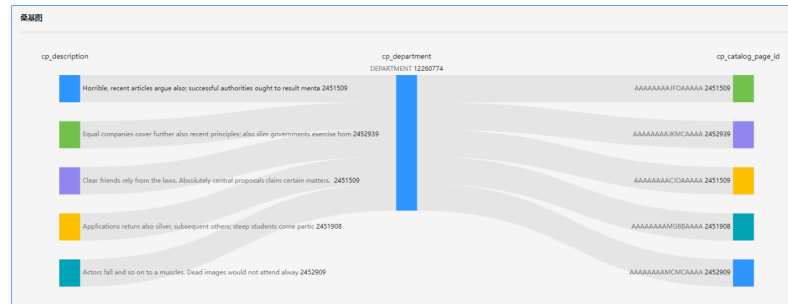 桑基图
cp_description
cp_department
cp_catalog_page_id
DEPARTMENT 12260774
Horrible, recent articles argue also; successful authorities ought to result menta 2451509
AAAAAAAAJFOAAAAA 2451509
Equal companies cover further also recent principles; also slim governments exercise hom 2452939
AAAAAAAAJKMCAAAA 2452939
Clear friends rely from the laws. Absolutely central proposals claim certain matters. 2451509
AAAAAAAACJOAAAAA 2451509
Applications return also silver, subsequent others; steep students come partic 2451908
AAAAAAAAMGBBAAAA 2451908
Actors fall and so on to a muscles. Dead images would not attend alway 2452909
AAAAAAAAMCMCAAAA 2452909